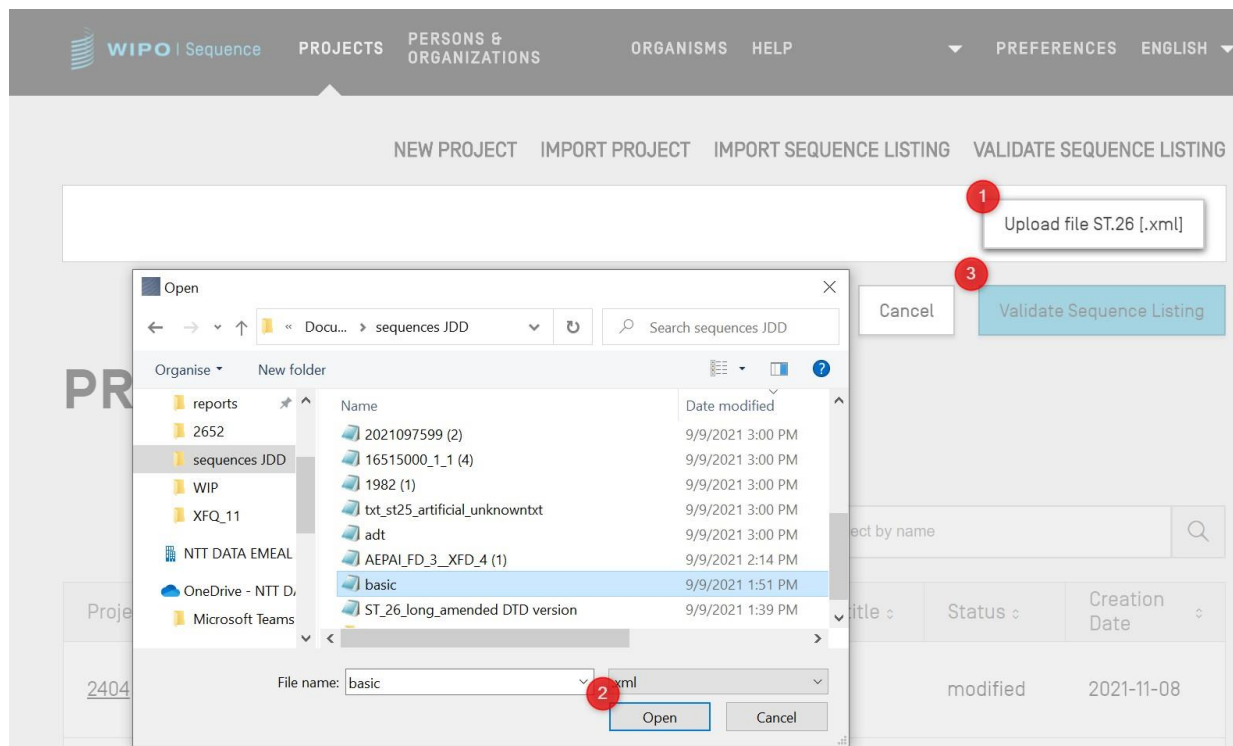 WIPO | Sequence PROJECTS PERSONS & ORGANIZATIONS ORGANISMS HELP PREFERENCES ENGLISH
NEW PROJECT IMPORT PROJECT IMPORT SEQUENCE LISTING VALIDATE SEQUENCE LISTING
1
Upload file ST.26 [.xml]
3
Cancel Validate Sequence Listing
Open
« Docu... > sequences JDD Search sequences JDD
Organise New folder
PR
reports
2652
sequences JDD
WIP
XFQ_11
NTT DATA EMEAL
OneDrive - NTT D
Microsoft Teams
Name Date modified
2021097599 (2) 9/9/2021 3:00 PM
16515000_1_1 (4) 9/9/2021 3:00 PM
1982 (1) 9/9/2021 3:00 PM
txt_st25_artificial_unknowntxt 9/9/2021 3:00 PM
adt 9/9/2021 3:00 PM
AEPAI_FD_3__XFD_4 (1) 9/9/2021 2:14 PM
basic 9/9/2021 1:51 PM
ST_26_long_amended DTD version 9/9/2021 1:39 PM
File name: basic .xml
2
Open Cancel
ect by name
Proje title Status Creation Date
2404 modified 2021-11-08